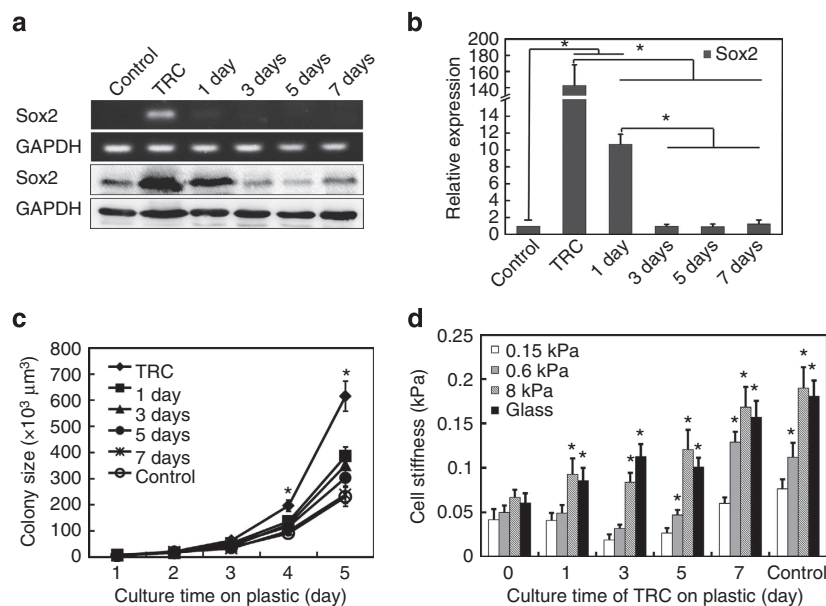 a
Control TRC 1 day 3 days 5 days 7 days
Sox2
GAPDH
Sox2
GAPDH
b
Relative expression
200
180
160
140
14
12
10
8
6
4
2
0
* *
*
Sox2
Control TRC 1 day 3 days 5 days 7 days
c
Colony size (×10³ µm³)
800
700
600
500
400
300
200
100
0
TRC
1 day
3 days
5 days
7 days
Control
* *
1 2 3 4 5
Culture time on plastic (day)
d
Cell stiffness (kPa)
0.25
0.2
0.15
0.1
0.05
0
0.15 kPa
0.6 kPa
8 kPa
Glass
* * * * * * * * * * * * *
0 1 3 5 7 Control
Culture time of TRC on plastic (day)